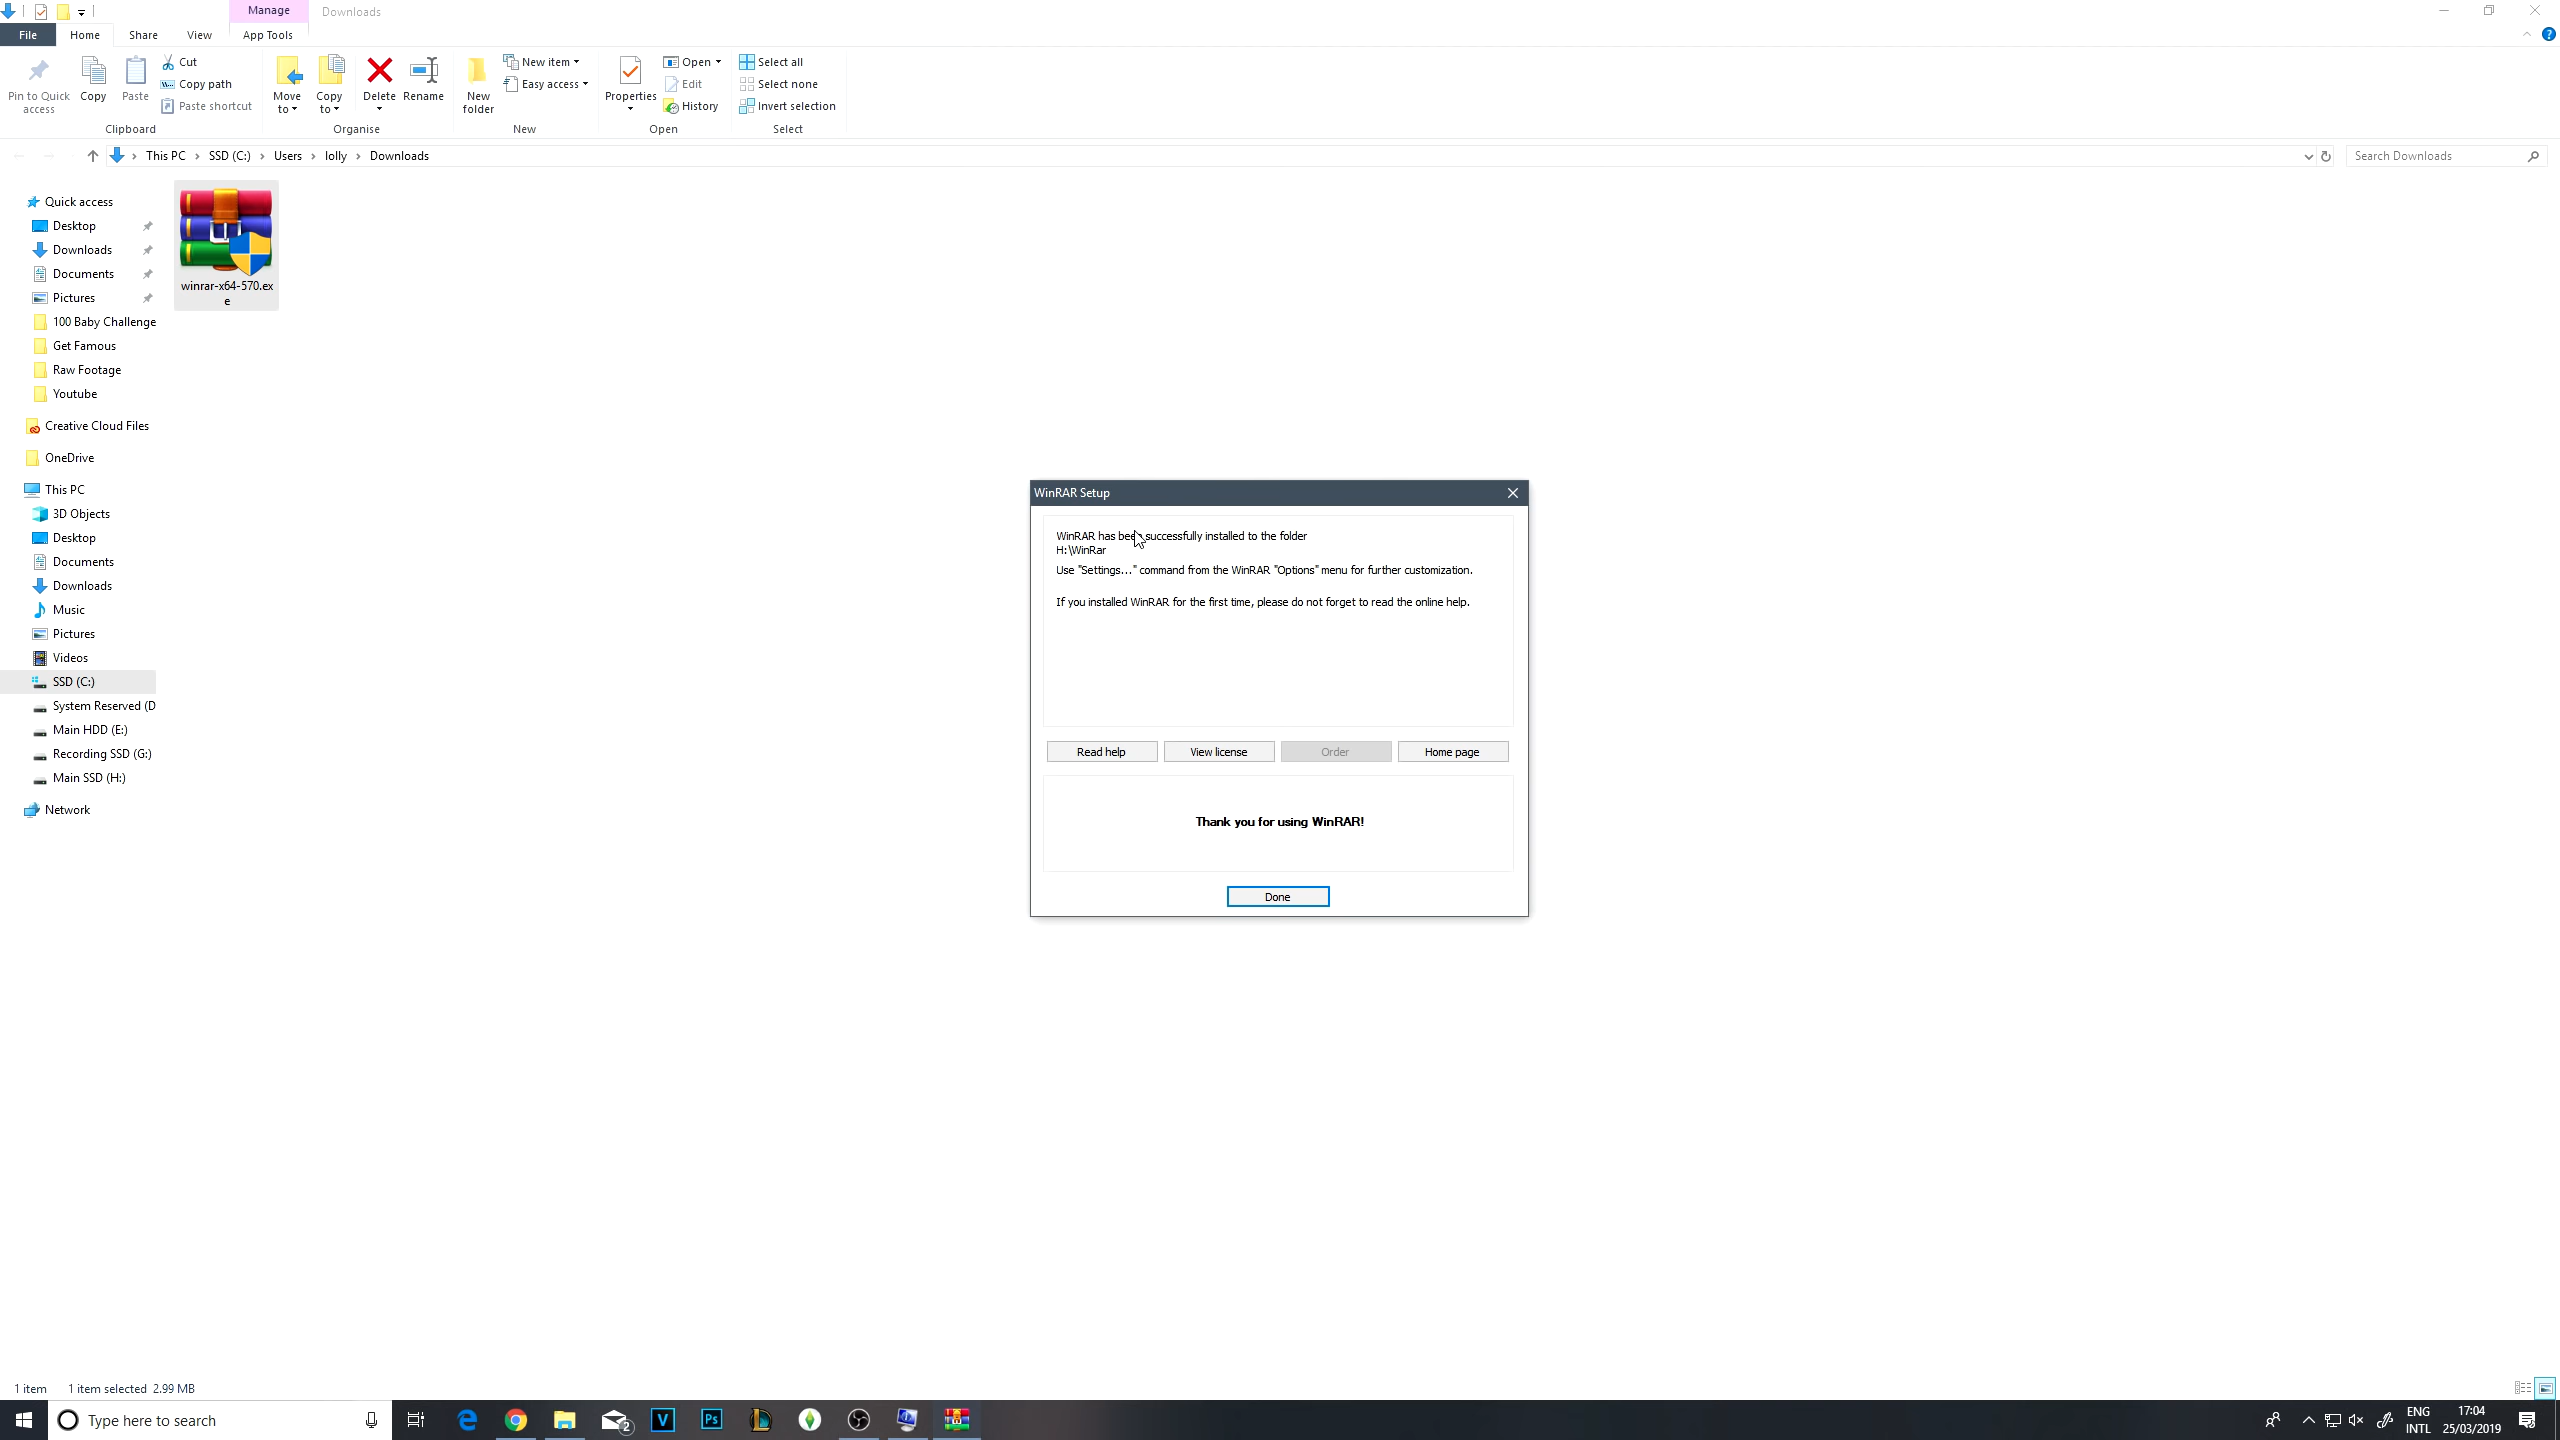 Manage
Downloads
File
Home
Share
View
App Tools
Pin to Quick
access
Copy
Paste
Cut
Copy path
Paste shortcut
Clipboard
Move
to
Copy
to
Delete
Rename
Organise
New
folder
New item
Easy access
New
Properties
Open
Edit
History
Open
Select all
Select none
Invert selection
Select
This PC
SSD (C:)
Users
lolly
Downloads
Search Downloads
Quick access
Desktop
Downloads
Documents
Pictures
100 Baby Challenge
Get Famous
Raw Footage
Youtube
Creative Cloud Files
OneDrive
This PC
3D Objects
Desktop
Documents
Downloads
Music
Pictures
Videos
SSD (C:)
System Reserved (D
Main HDD (E:)
Recording SSD (G:)
Main SSD (H:)
Network
winrar-x64-570.ex
e
WinRAR Setup
WinRAR has been successfully installed to the folder
H:\WinRar
Use "Settings..." command from the WinRAR "Options" menu for further customization.
If you installed WinRAR for the first time, please do not forget to read the online help.
Read help
View license
Order
Home page
Thank you for using WinRAR!
Done
1 item
1 item selected 2.99 MB
Type here to search
2
V
Ps
ENG
INTL
17:04
25/03/2019